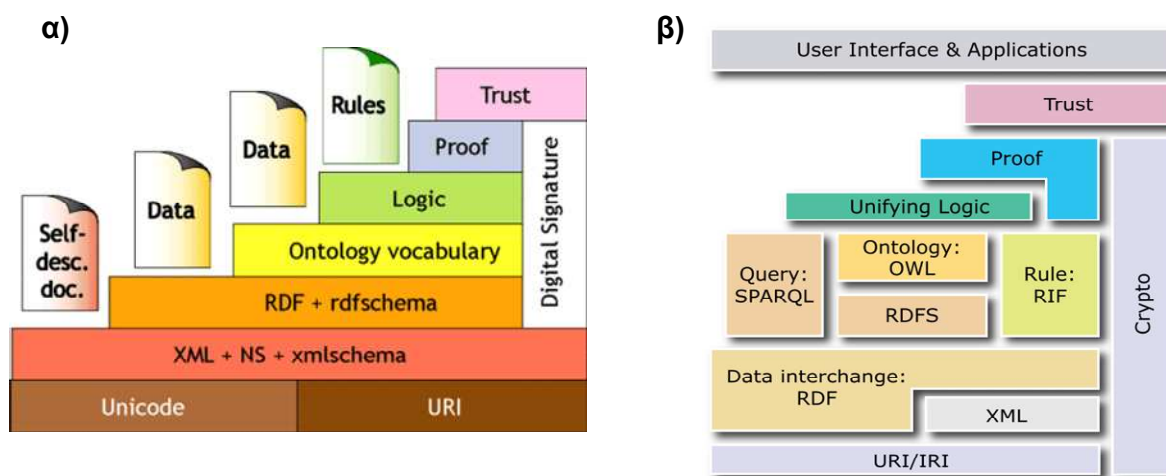 α)
Rules
Trust
Data
Proof
Digital Signature
Data
Logic
Self-
desc.
doc.
Ontology vocabulary
RDF + rdfschema
XML + NS + xmlschema
Unicode
URI
β)
User Interface & Applications
Trust
Proof
Unifying Logic
Query:
SPARQL
Ontology:
OWL
Rule:
RIF
RDFS
Crypto
Data interchange:
RDF
XML
URI/IRI